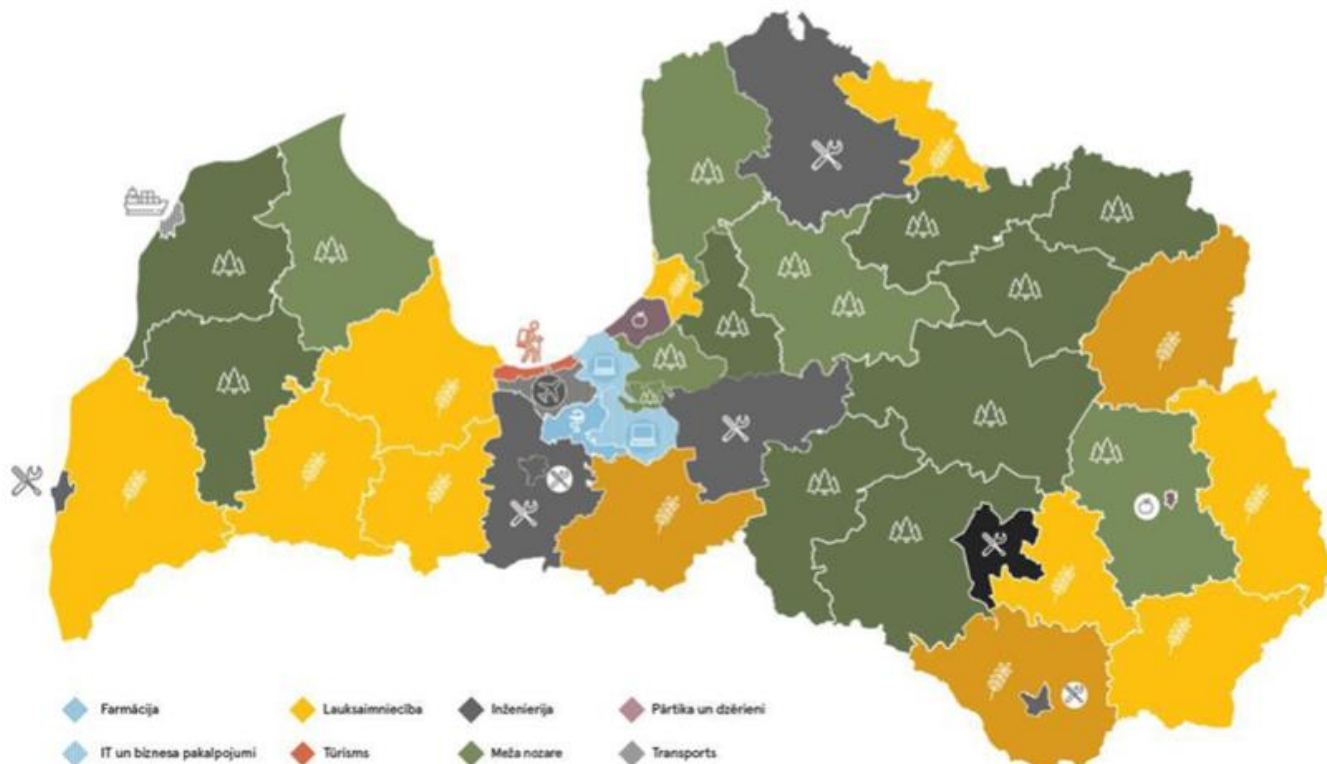 Farmācija
Lauksaimniecība
Inženierija
Pārtika un dzērieni
IT un biznesa pakalpojumi
Tūrisms
Meža nozare
Transports